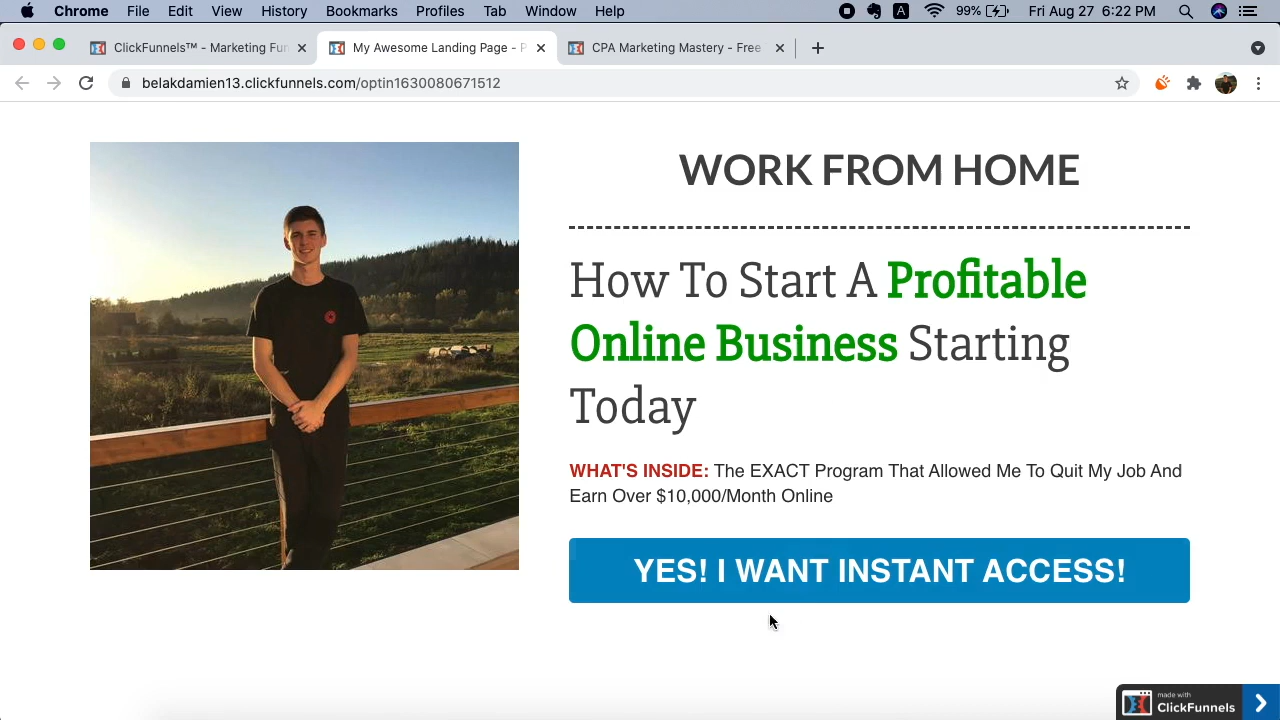 Chrome File Edit View History Bookmarks Profiles Tab Window Help A 99% Fri Aug 27 6:22 PM
ClickFunnels™ - Marketing Fun
My Awesome Landing Page - P
CPA Marketing Mastery - Free
belakdamien13.clickfunnels.com/optin1630080671512
WORK FROM HOME
How To Start A Profitable
Online Business Starting
Today
WHAT'S INSIDE: The EXACT Program That Allowed Me To Quit My Job And
Earn Over $10,000/Month Online
YES! I WANT INSTANT ACCESS!
made with
ClickFunnels